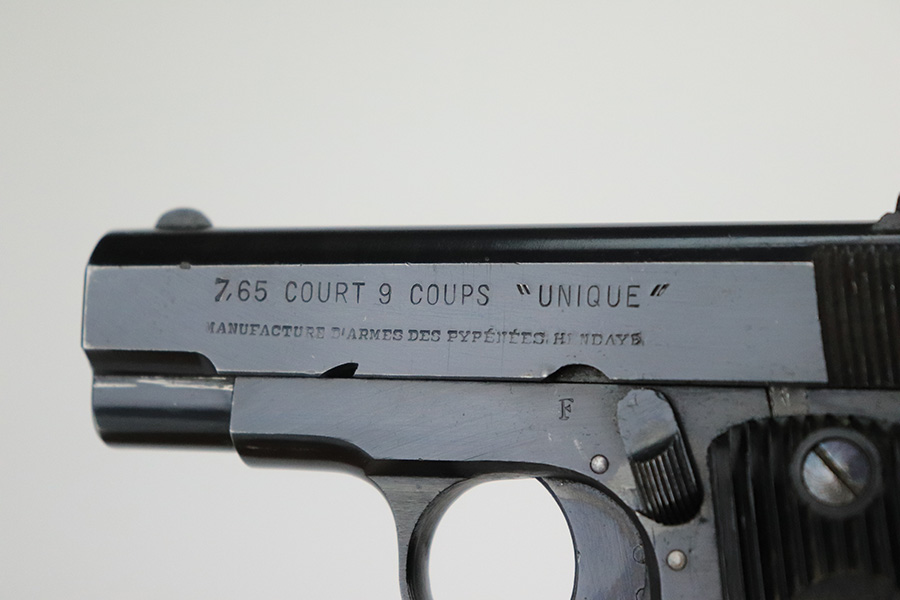 7,65 COURT 9 COUPS "UNIQUE"
MANUFACTURE D'ARMES DES PYRÉNÉES HENDAYE
F